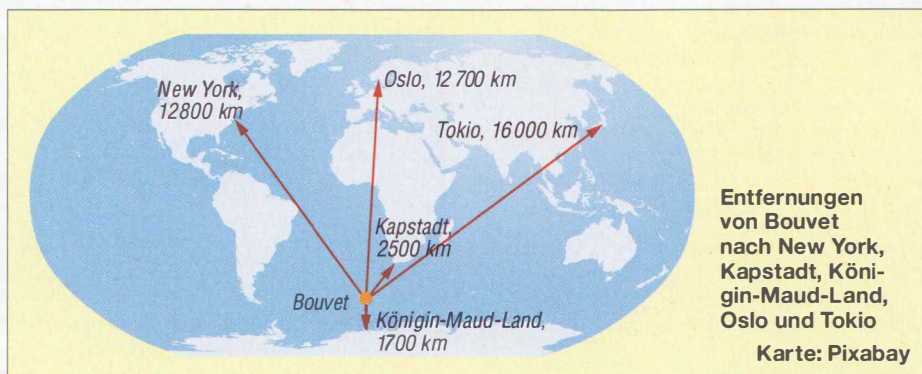 New York,
12800 km
Oslo, 12 700 km
Tokio, 16 000 km
Kapstadt,
2500 km
Bouvet
Königin-Maud-Land,
1700 km
Entfernungen
von Bouvet
nach New York,
Kapstadt, Köni-
gin-Maud-Land,
Oslo und Tokio
Karte: Pixabay